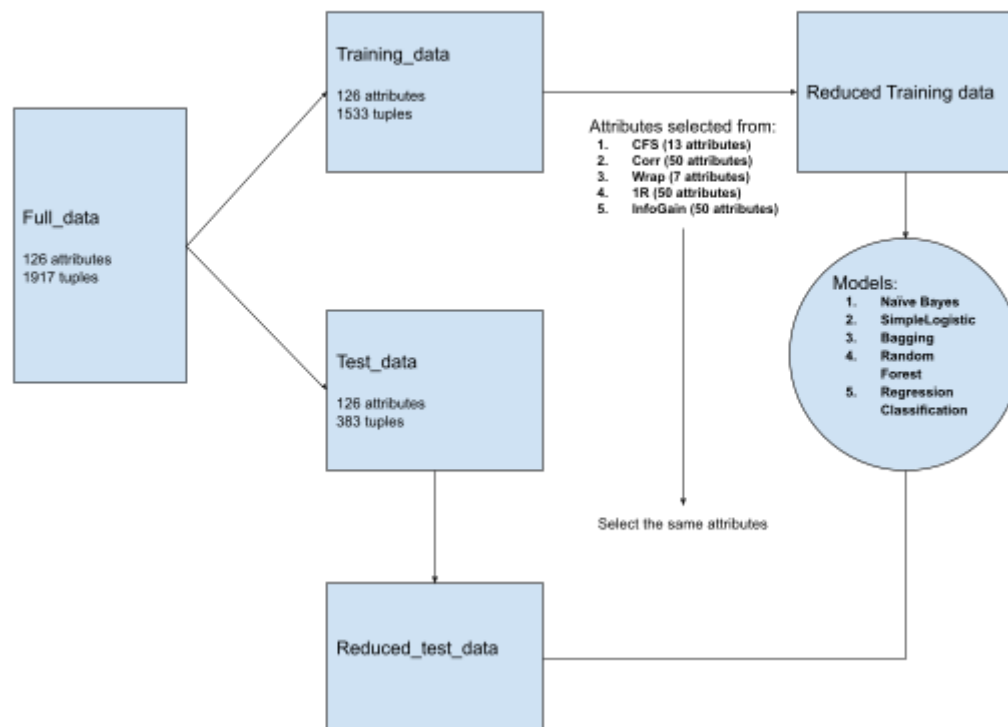 Training_data
126 attributes
1533 tuples
Reduced Training data
Attributes selected from:
1. CFS (13 attributes)
2. Corr (50 attributes)
3. Wrap (7 attributes)
4. 1R (50 attributes)
5. InfoGain (50 attributes)
Full_data
126 attributes
1917 tuples
Models:
1. Naïve Bayes
2. SimpleLogistic
3. Bagging
4. Random
Forest
5. Regression
Classification
Test_data
126 attributes
383 tuples
Select the same attributes
Reduced_test_data